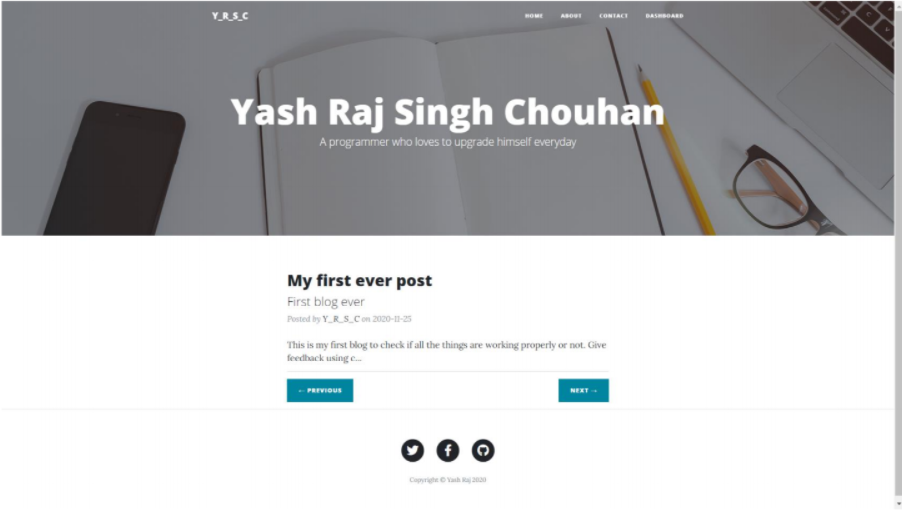 Y_R_S_C
HOME ABOUT CONTACT DASHBOARD
Yash Raj Singh Chouhan
A programmer who loves to upgrade himself everyday
My first ever post
First blog ever
Posted by Y_R_S_C on 2020-11-25
This is my first blog to check if all the things are working properly or not. Give
feedback using c...
← PREVIOUS
NEXT →
Copyright © Yash Raj 2020